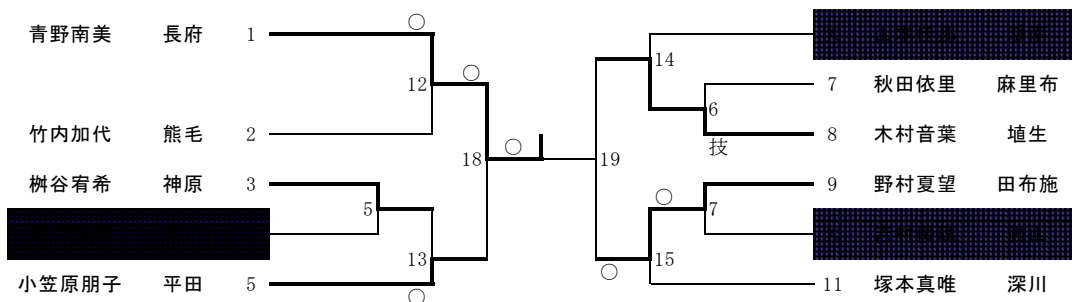 青野南美 長府 1
竹内加代 熊毛 2
桝谷宥希 神原 3
小笠原朋子 平田 5
12
5
13
18
19
14
6
技
7
15
7 秋田依里 麻里布
8 木村音葉 埴生
9 野村夏望 田布施
11 塚本真唯 深川